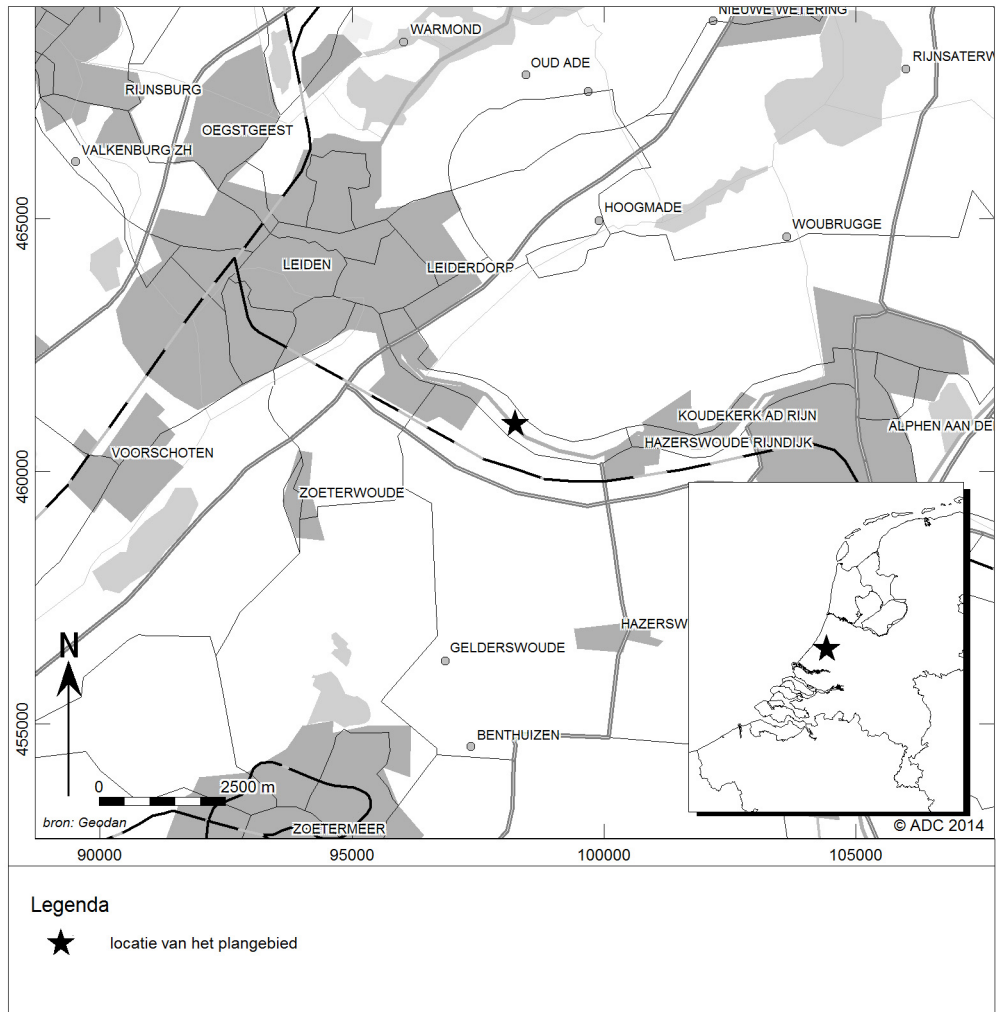 NIEUWE WETERING
WARMOND
RIJNSATERW
OUD ADE
RIJNSBURG
OEGSTGEEST
VALKENBURG ZH
HOOGMADE
465000
WOUBRUGGE
LEIDEN
LEIDERDORP
KOUDEKERK AD RIJN
ALPHEN AAN DE
HAZERSWOUDE RIJNDIJK
VOORSCHOTEN
460000
ZOETERWOUDE
HAZERSW
N
GELDERSWOUDE
455000
BENTHUIZEN
0 2500 m
bron: Geodan
ZOETERMEER
© ADC 2014
90000 95000 100000 105000
Legenda
locatie van het plangebied